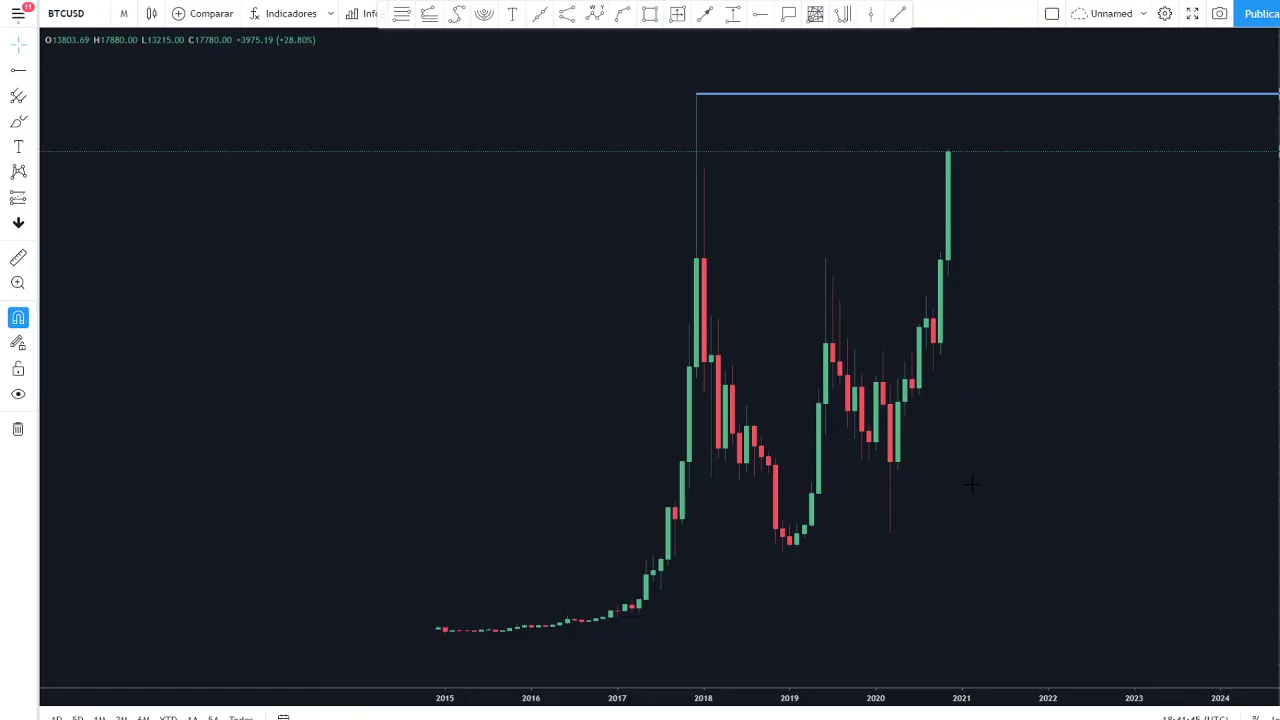 11
BTCUSD M Comparar Indicadores Unnamed Publica
O13803.69 H17880.00 L13215.00 C17780.00 +3975.19 (+28.80%)
2015 2016 2017 2018 2019 2020 2021 2022 2023 2024